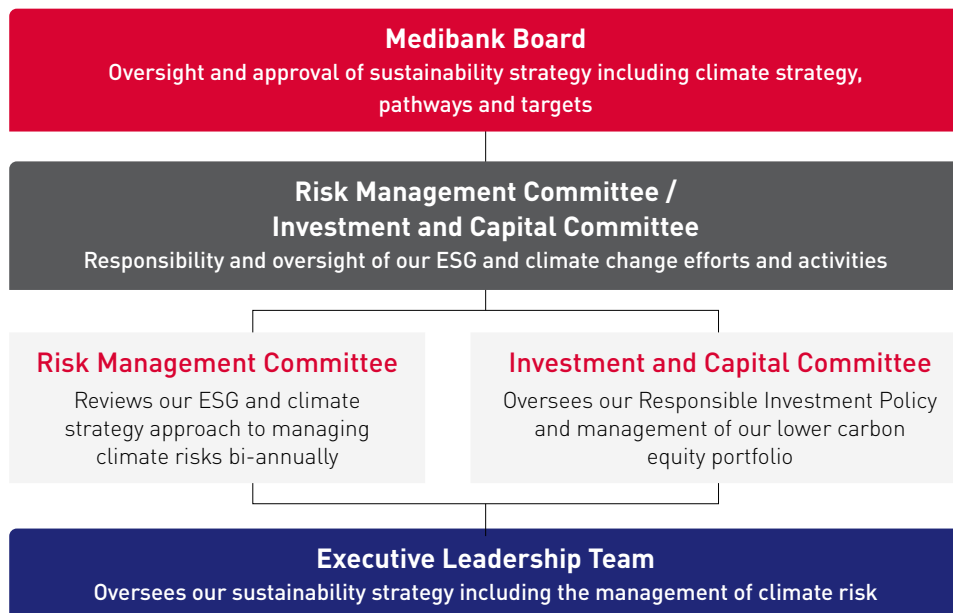 Medibank Board
Oversight and approval of sustainability strategy including climate strategy,
pathways and targets
Risk Management Committee /
Investment and Capital Committee
Responsibility and oversight of our ESG and climate change efforts and activities
Risk Management Committee
Reviews our ESG and climate
strategy approach to managing
climate risks bi-annually
Investment and Capital Committee
Oversees our Responsible Investment Policy
and management of our lower carbon
equity portfolio
Executive Leadership Team
Oversees our sustainability strategy including the management of climate risk